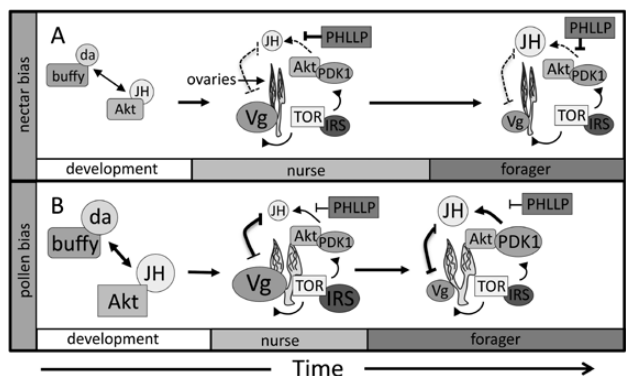 nectar bias
A
da
buffy
JH
Akt
JH
PHLLP
ovaries
Akt
PDK1
Vg
TOR
IRS
JH
PHLLP
Akt
PDK1
Vg
TOR
IRS
development
nurse
forager
pollen bias
B
da
buffy
JH
Akt
JH
PHLLP
Akt
PDK1
Vg
TOR
IRS
JH
PHLLP
Akt
PDK1
Vg
TOR
IRS
development
nurse
forager
Time